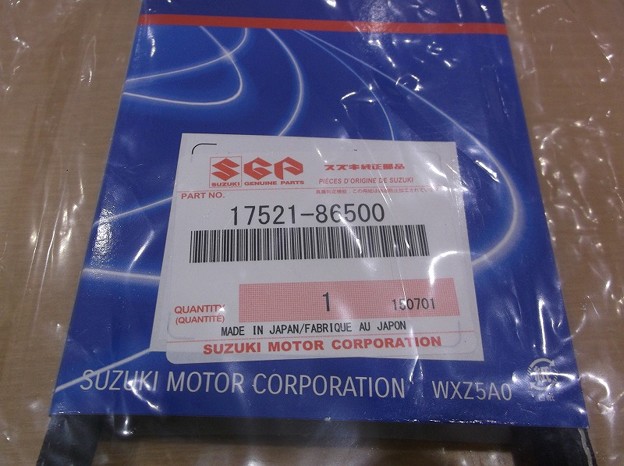 SGP スズキ純正部品
SUZUKI GENUINE PARTS PIECES D'ORIGINE DE SUZUKI
PART NO.
17521-86500
QUANTITY 1 150701
(QUANTITÉ)
MADE IN JAPAN/FABRIQUE AU JAPON
SUZUKI MOTOR CORPORATION
SUZUKI MOTOR CORPORATION WXZ5A0